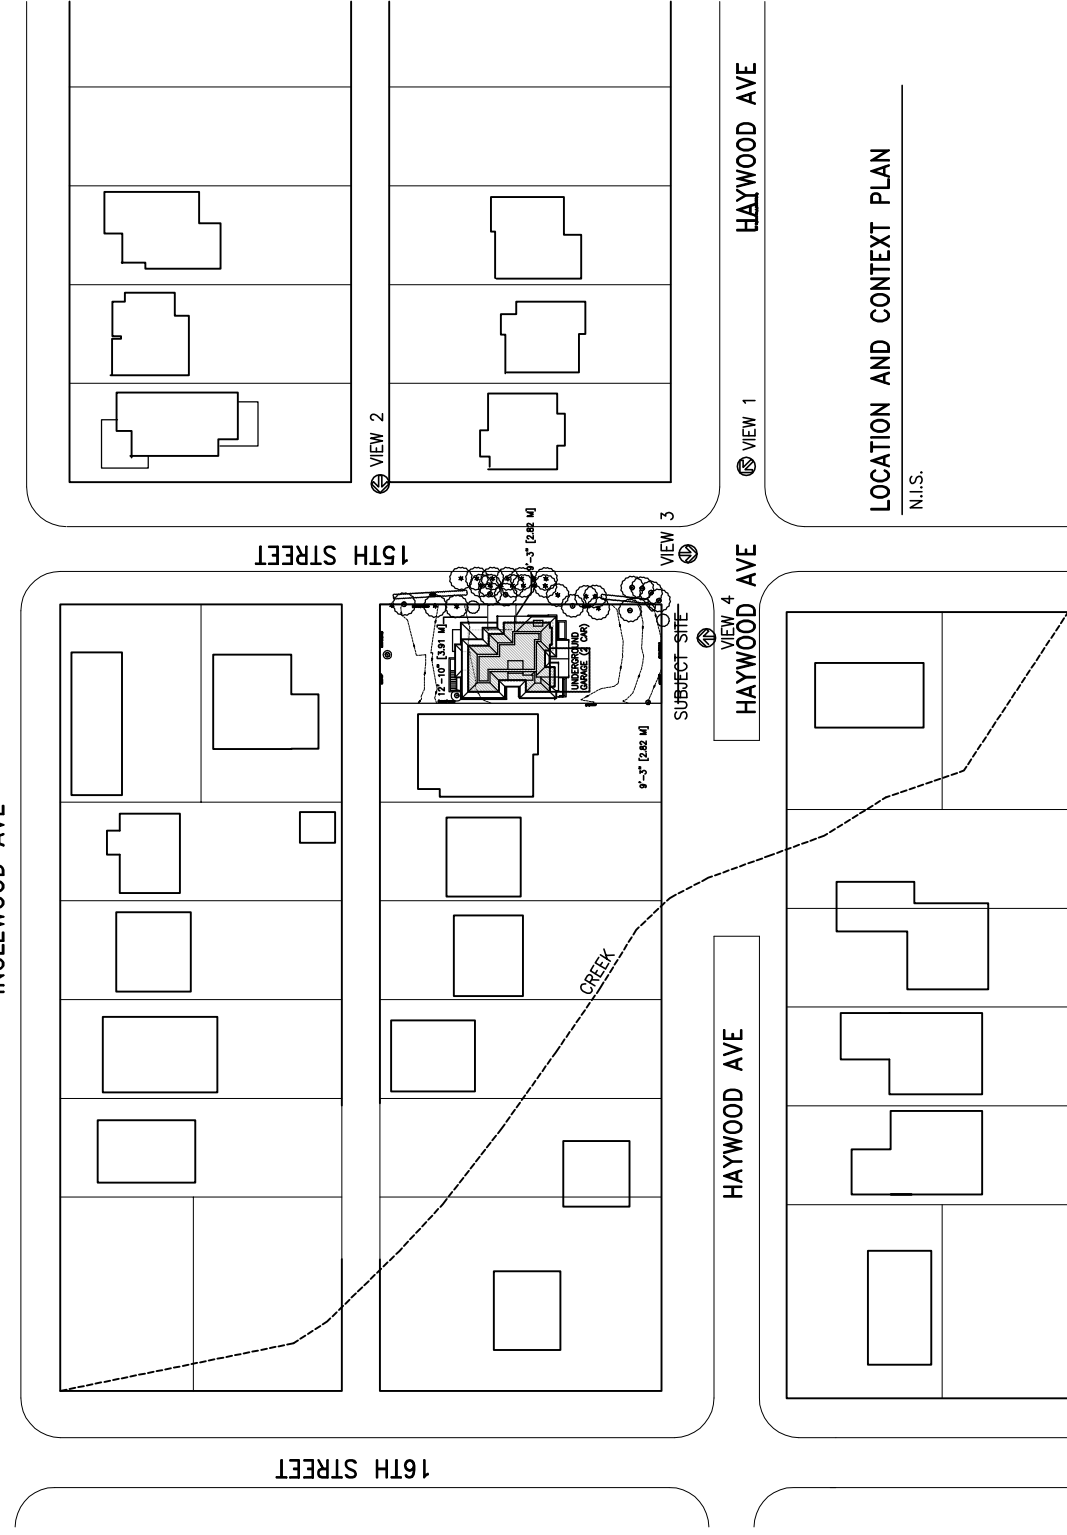 HAYWOOD AVE
LOCATION AND CONTEXT PLAN
N.I.S.
VIEW 2
VIEW 1
15TH STREET
9'-3" [2.82 M]
VIEW 3
HAYWOOD AVE
VIEW 4
SUBJECT SITE
12'-10" [3.91 M]
UNDERGROUND
GARAGE (2 CAR)
9'-3" [2.82 M]
CREEK
HAYWOOD AVE
16TH STREET